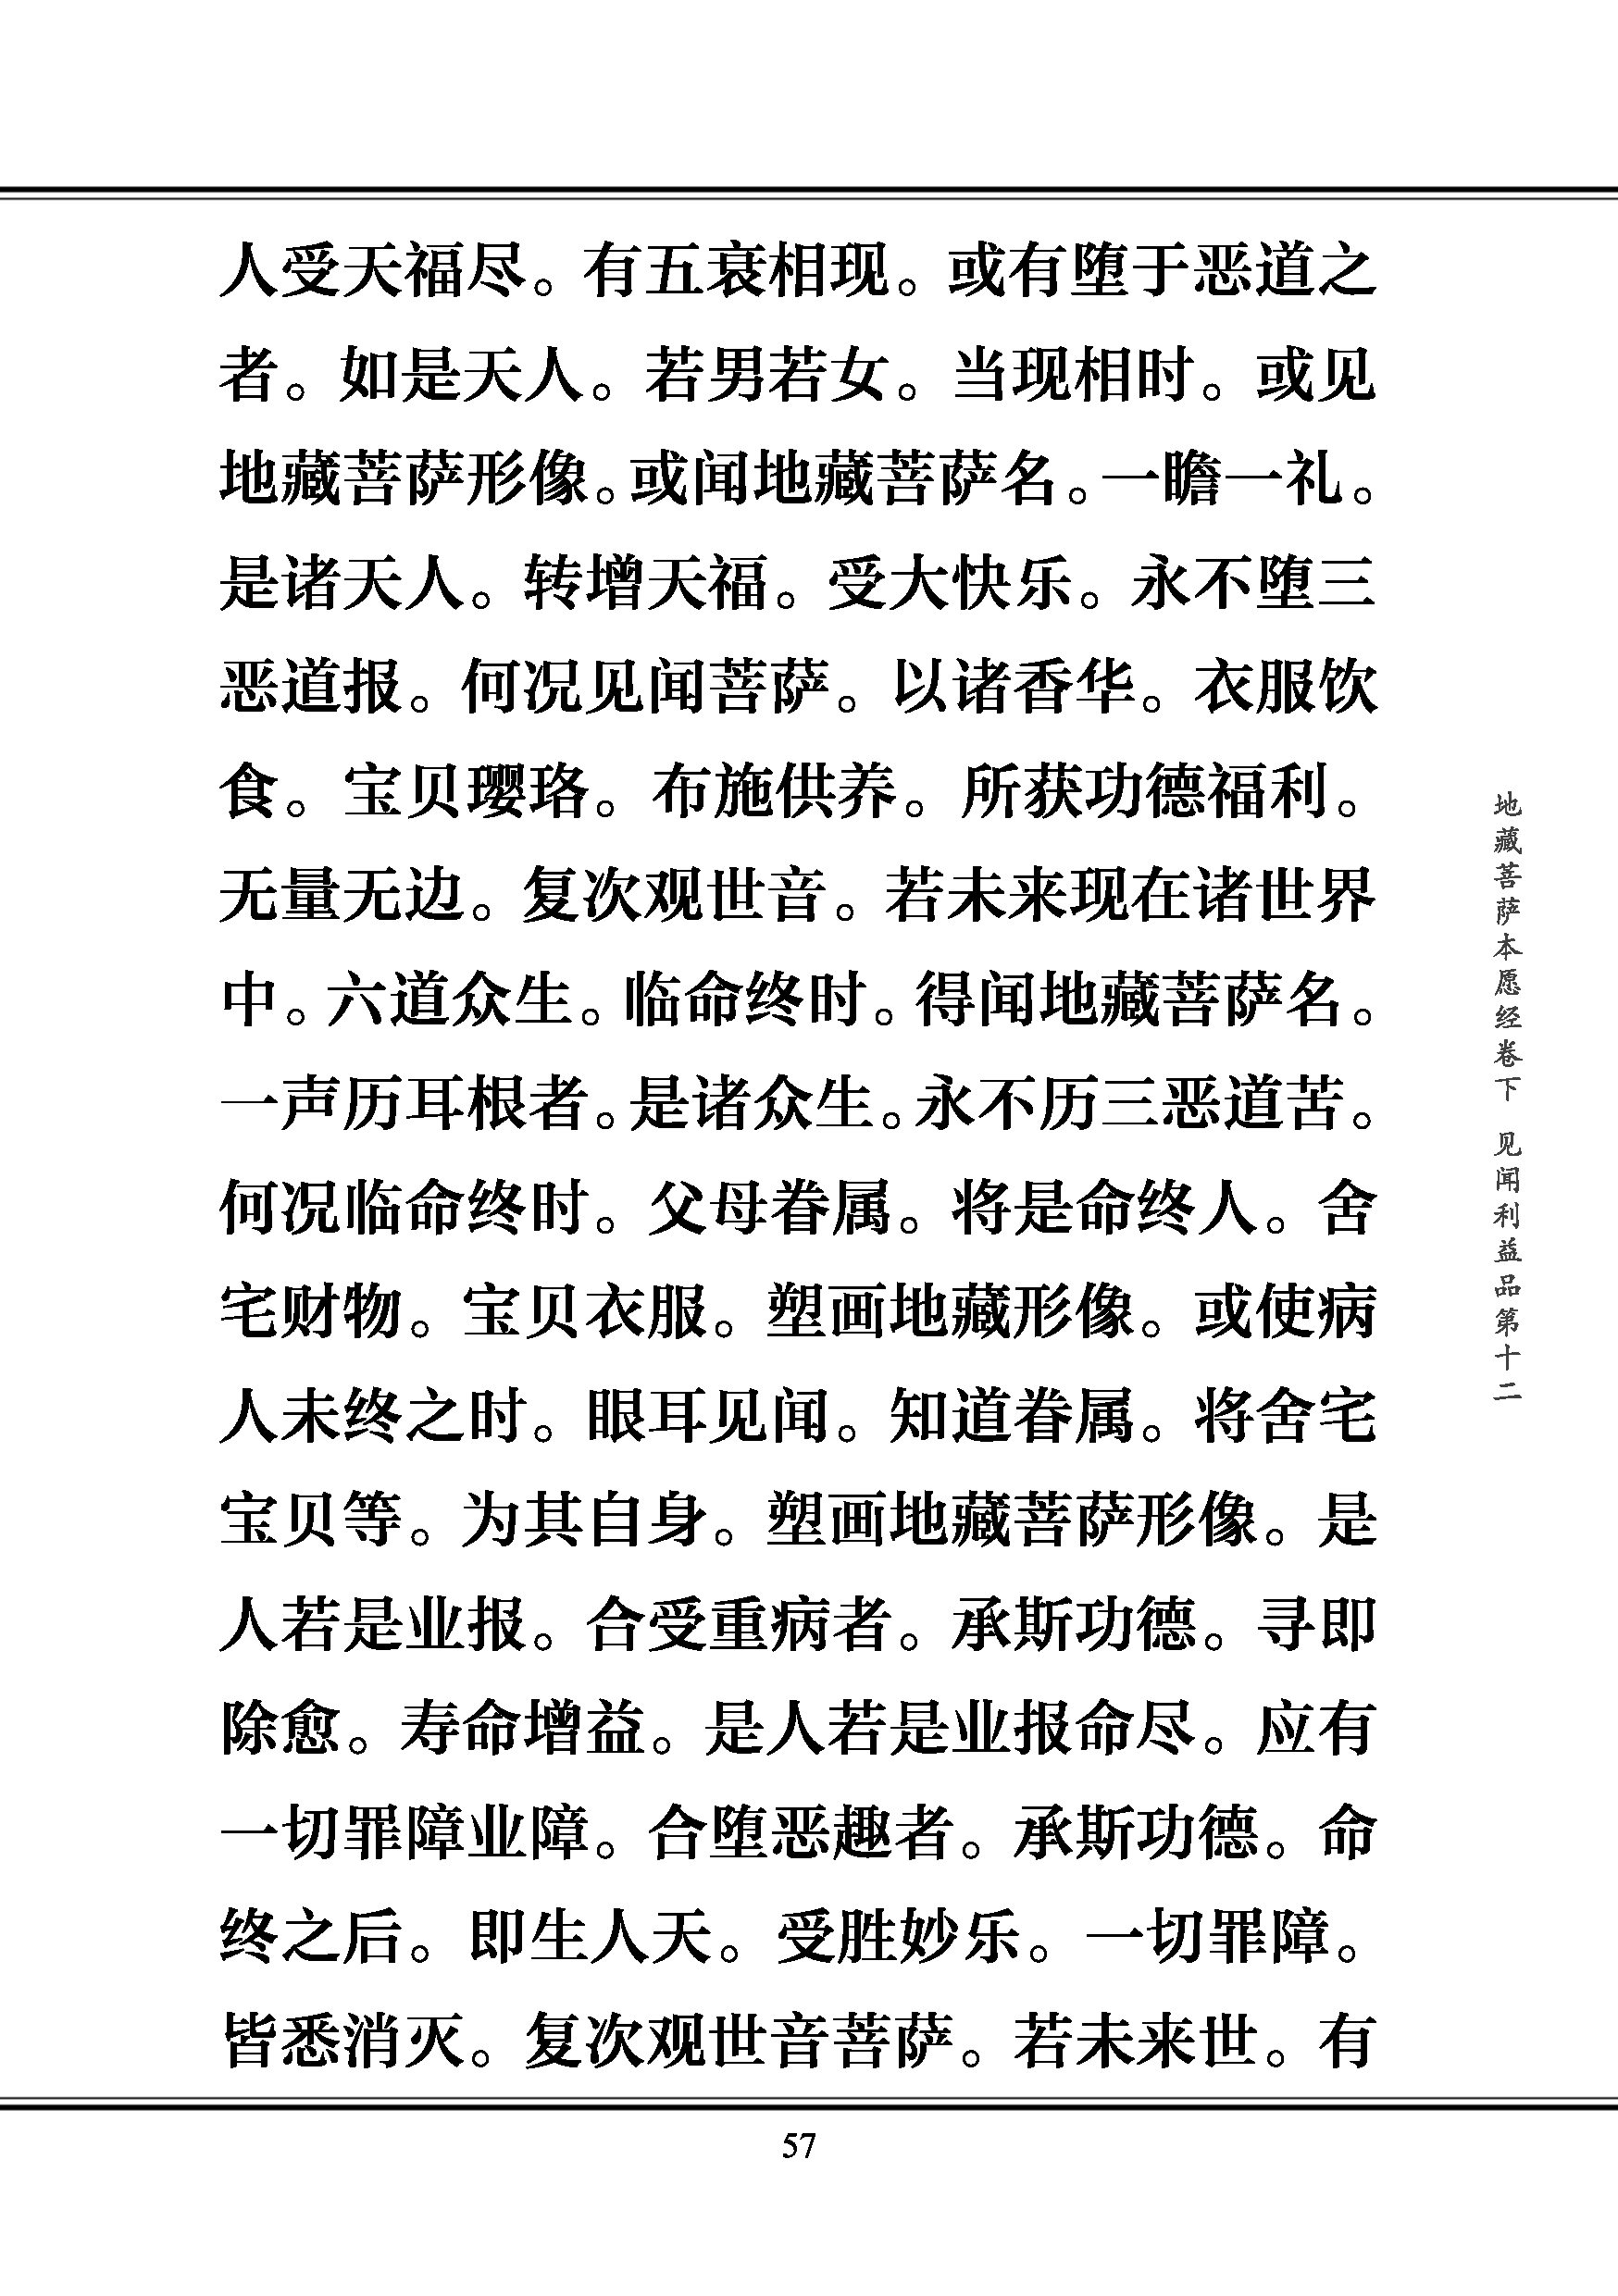 人受天福尽。有五衰相现。或有堕于恶道之
者。如是天人。若男若女。当现相时。或见
地藏菩萨形像。或闻地藏菩萨名。一瞻一礼。
是诸天人。转增天福。受大快乐。永不堕三
恶道报。何况见闻菩萨。以诸香华。衣服饮
食。宝贝璎珞。布施供养。所获功德福利。
无量无边。复次观世音。若未来现在诸世界
中。六道众生。临命终时。得闻地藏菩萨名。
一声历耳根者。是诸众生。永不历三恶道苦。
何况临命终时。父母眷属。将是命终人。舍
宅财物。宝贝衣服。塑画地藏形像。或使病
人未终之时。眼耳见闻。知道眷属。将舍宅
宝贝等。为其自身。塑画地藏菩萨形像。是
人若是业报。合受重病者。承斯功德。寻即
除愈。寿命增益。是人若是业报命尽。应有
一切罪障业障。合堕恶趣者。承斯功德。命
终之后。即生人天。受胜妙乐。一切罪障。
皆悉消灭。复次观世音菩萨。若未来世。有
地藏菩萨本愿经卷下 见闻利益品第十二
57